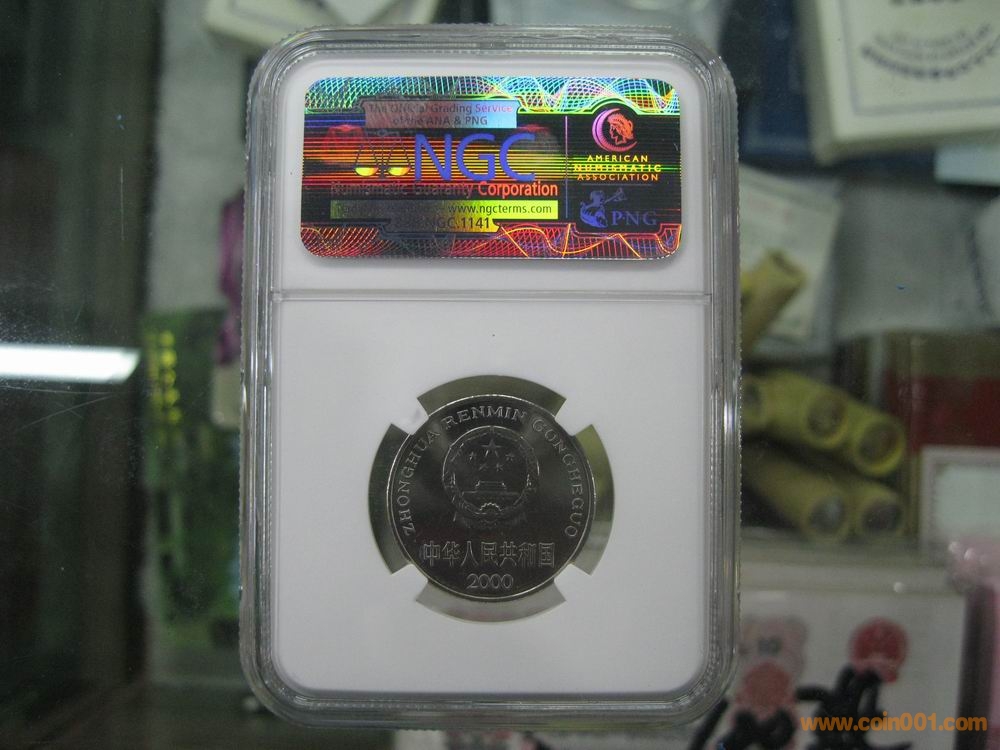 The Official Grading Service
of the ANA & PNG
NGC
Numismatic Guaranty Corporation
www.ngcterms.com
NGC.1141
AMERICAN
NUMISMATIC
ASSOCIATION
PNG
ZHONGHUA RENMIN GONGHEGUO
中华人民共和国
2000
www.coin001.com